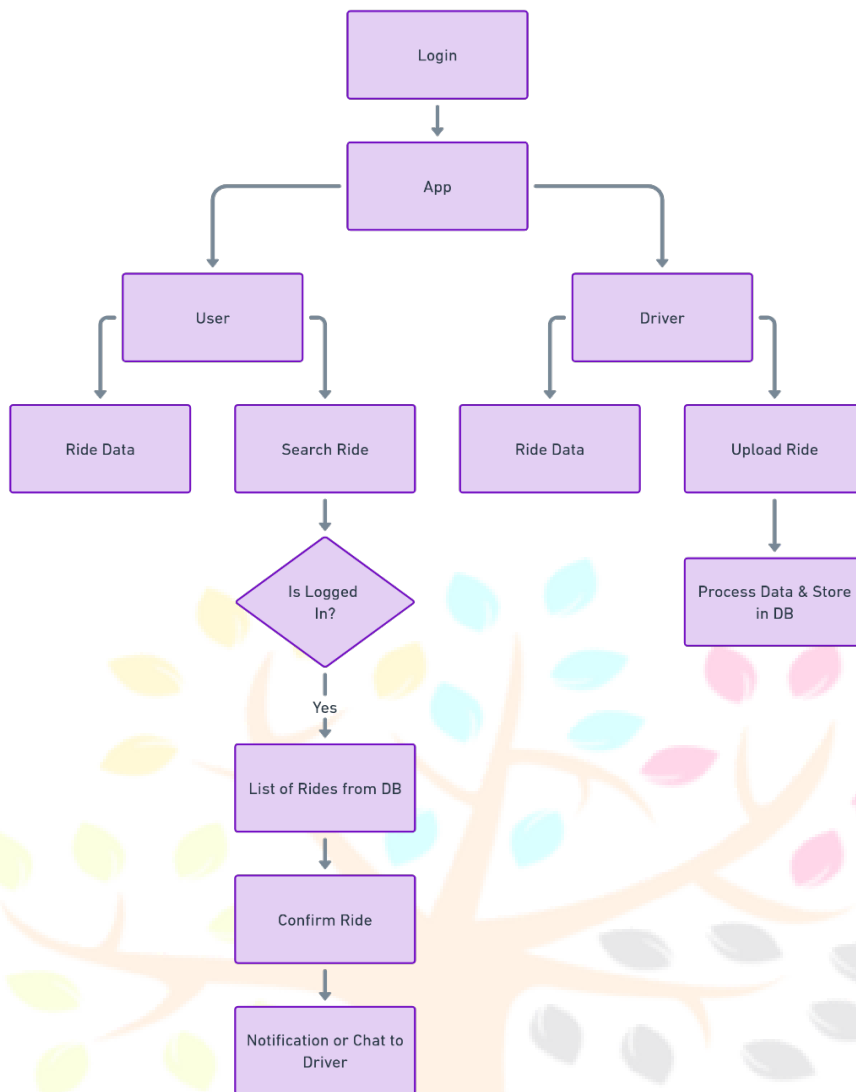 Login
App
User
Driver
Ride Data
Search Ride
Ride Data
Upload Ride
Is Logged
In?
Process Data & Store
in DB
Yes
List of Rides from DB
Confirm Ride
Notification or Chat to
Driver